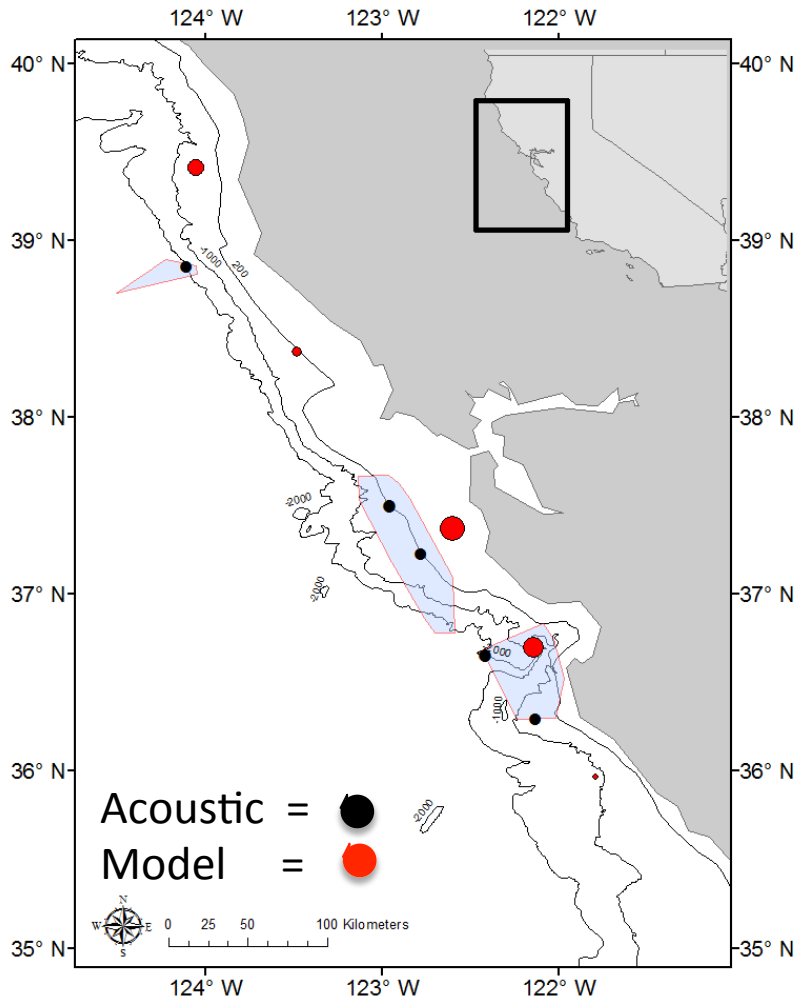 124° W 123° W 122° W
40° N 40° N
39° N 39° N
-1000 200
38° N 38° N
-2000
37° N 37° N
-2000
-1000
36° N 36° N
-2000
Acoustic =
Model =
N
W E
S
0 25 50 100 Kilometers
35° N 35° N
124° W 123° W 122° W